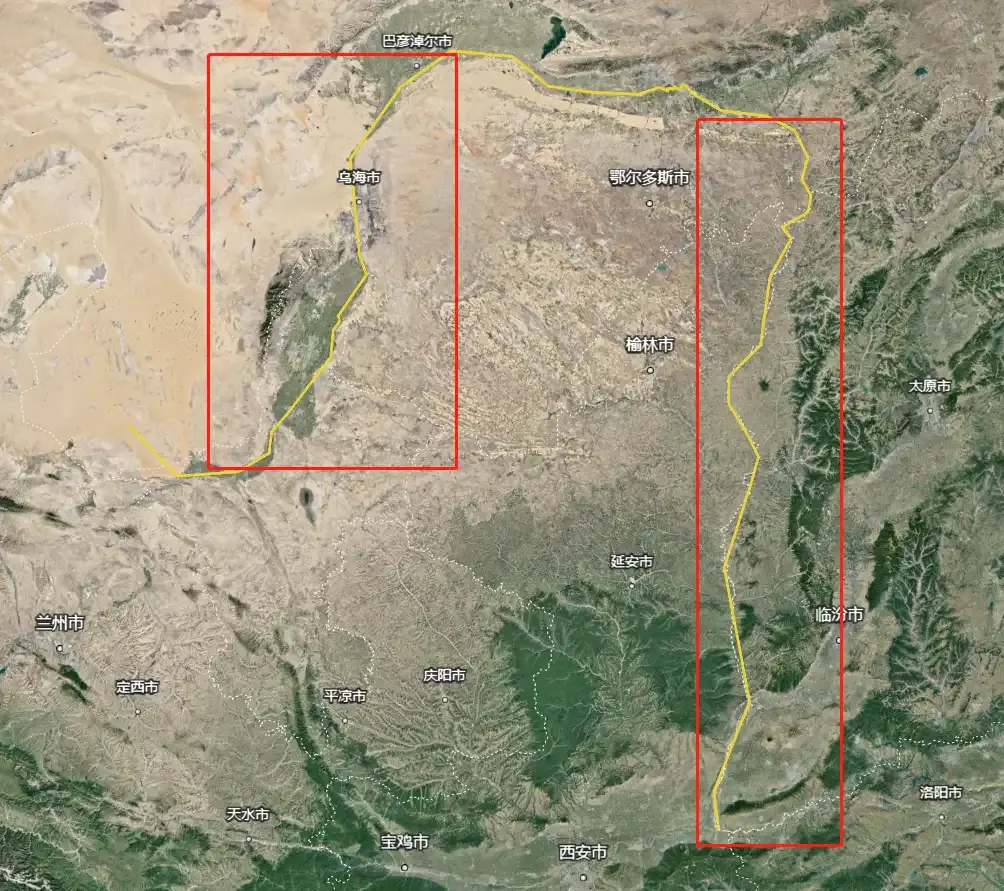 巴彦淖尔市
乌海市
鄂尔多斯市
榆林市
太原市
延安市
临汾市
兰州市
定西市
庆阳市
平凉市
洛阳市
天水市
宝鸡市
西安市